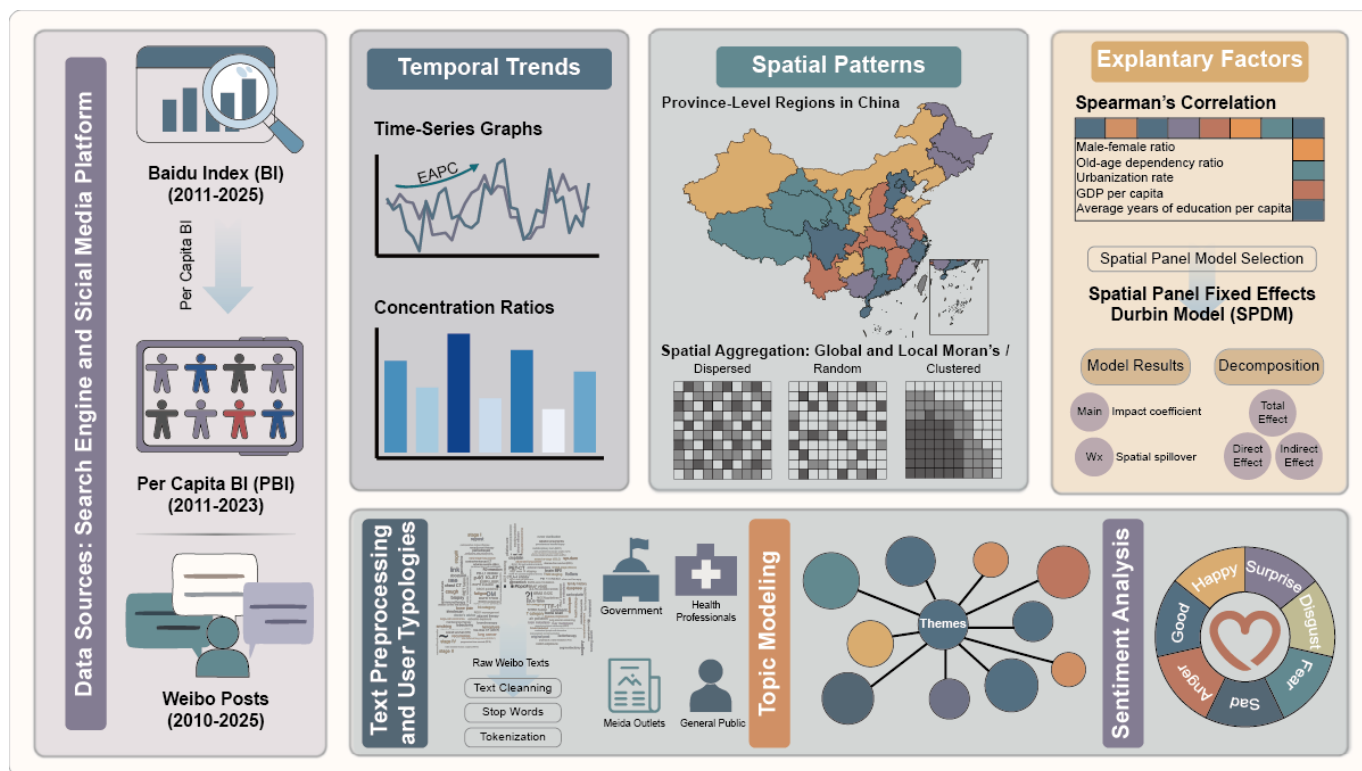 Data Sources: Search Engine and Sicial Media Platform
Baidu Index (BI)
(2011-2025)
Per Capita BI
Per Capita BI (PBI)
(2011-2023)
Weibo Posts
(2010-2025)
Temporal Trends
Time-Series Graphs
EAPC
Concentration Ratios
Spatial Patterns
Province-Level Regions in China
Spatial Aggregation: Global and Local Moran's I
Dispersed
Random
Clustered
Explantary Factors
Spearman's Correlation
Male-female ratio
Old-age dependency ratio
Urbanization rate
GDP per capita
Average years of education per capita
Spatial Panel Model Selection
Spatial Panel Fixed Effects
Durbin Model (SPDM)
Model Results
Decomposition
Main
Impact coefficient
Wx
Spatial spillover
Total
Effect
Direct
Effect
Indirect
Effect
Text Preprocessing
and User Typologies
Raw Weibo Texts
Text Cleanning
Stop Words
Tokenization
Government
Health
Professionals
Meida Outlets
General Public
Topic Modeling
Themes
Sentiment Analysis
Happy
Surprise
Disgust
Fear
Sad
Anger
Good